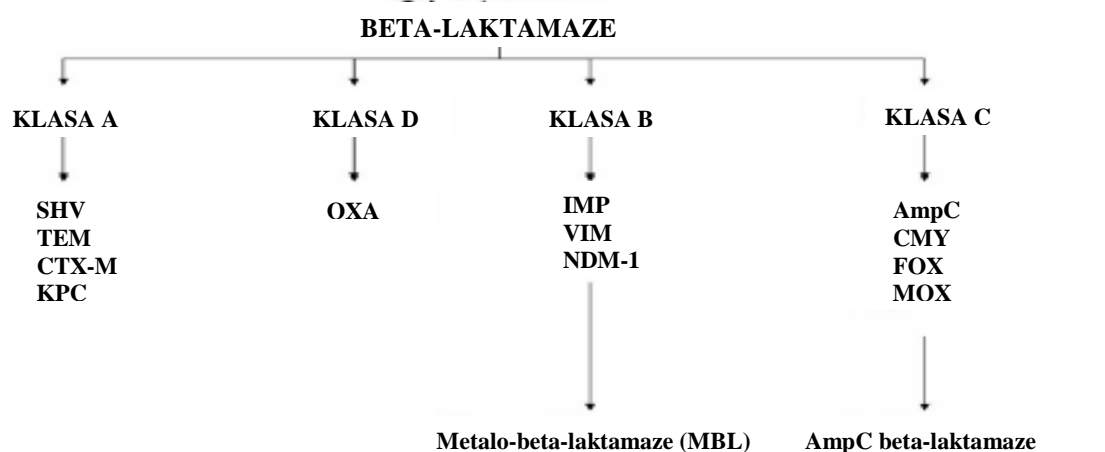 BETA-LAKTAMAZE
KLASA A
KLASA D
KLASA B
KLASA C
SHV
TEM
CTX-M
KPC
OXA
IMP
VIM
NDM-1
AmpC
CMY
FOX
MOX
Metalo-beta-laktamaze (MBL)
AmpC beta-laktamaze